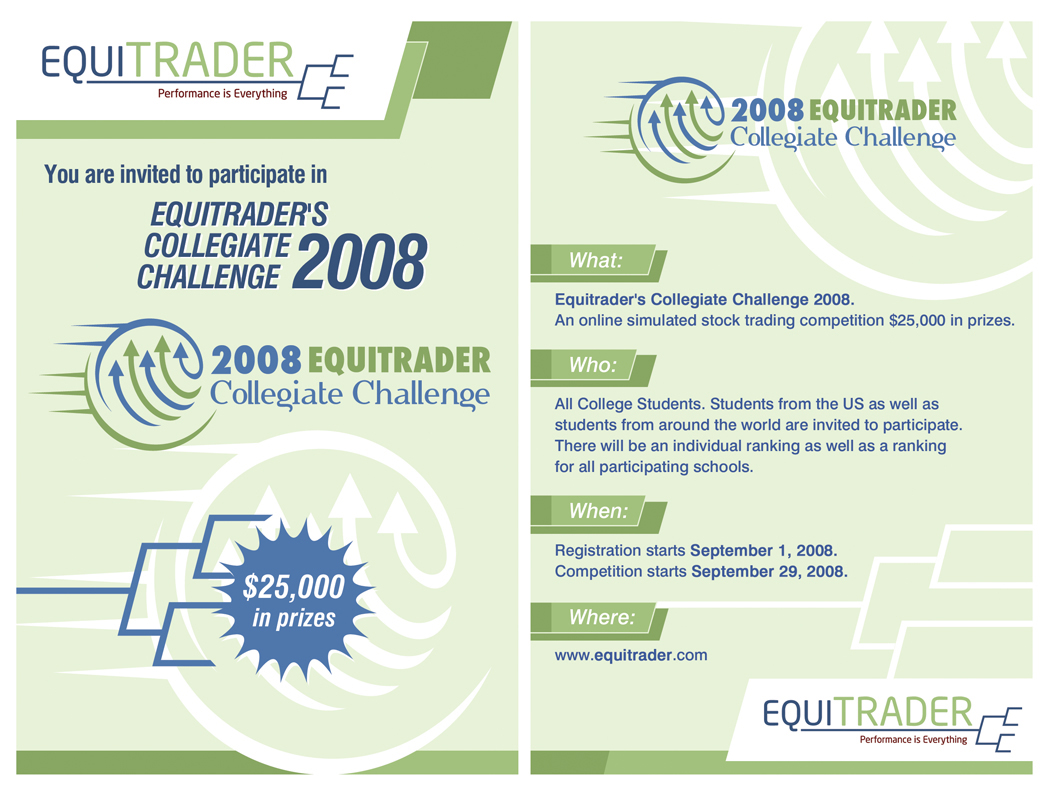 EQUITRADER
Performance is Everything
You are invited to participate in
EQUITRADER'S
COLLEGIATE
CHALLENGE 2008
2008 EQUITRADER
Collegiate Challenge
$25,000
in prizes
2008 EQUITRADER
Collegiate Challenge
What:
Equitrader's Collegiate Challenge 2008.
An online simulated stock trading competition $25,000 in prizes.
Who:
All College Students. Students from the US as well as
students from around the world are invited to participate.
There will be an individual ranking as well as a ranking
for all participating schools.
When:
Registration starts September 1, 2008.
Competition starts September 29, 2008.
Where:
www.equitrader.com
EQUITRADER
Performance is Everything